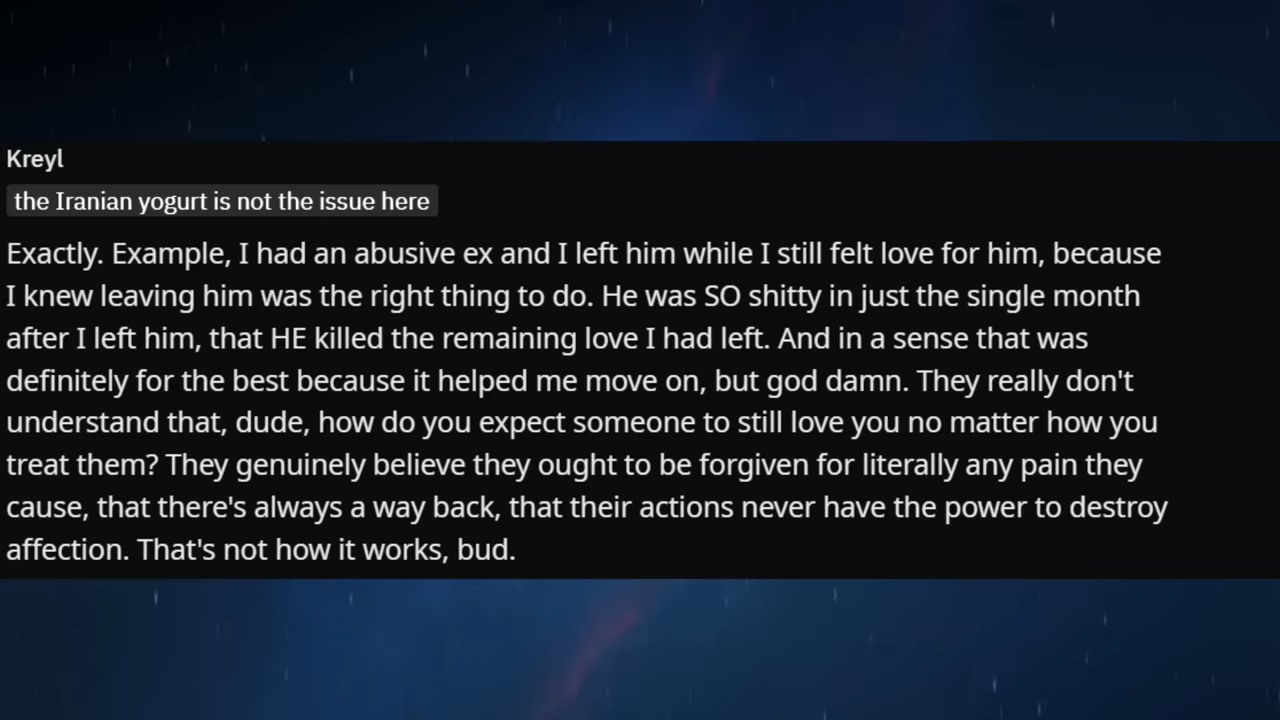 Kreyl
the Iranian yogurt is not the issue here
Exactly. Example, I had an abusive ex and I left him while I still felt love for him, because
I knew leaving him was the right thing to do. He was SO shitty in just the single month
after I left him, that HE killed the remaining love I had left. And in a sense that was
definitely for the best because it helped me move on, but god damn. They really don't
understand that, dude, how do you expect someone to still love you no matter how you
treat them? They genuinely believe they ought to be forgiven for literally any pain they
cause, that there's always a way back, that their actions never have the power to destroy
affection. That's not how it works, bud.